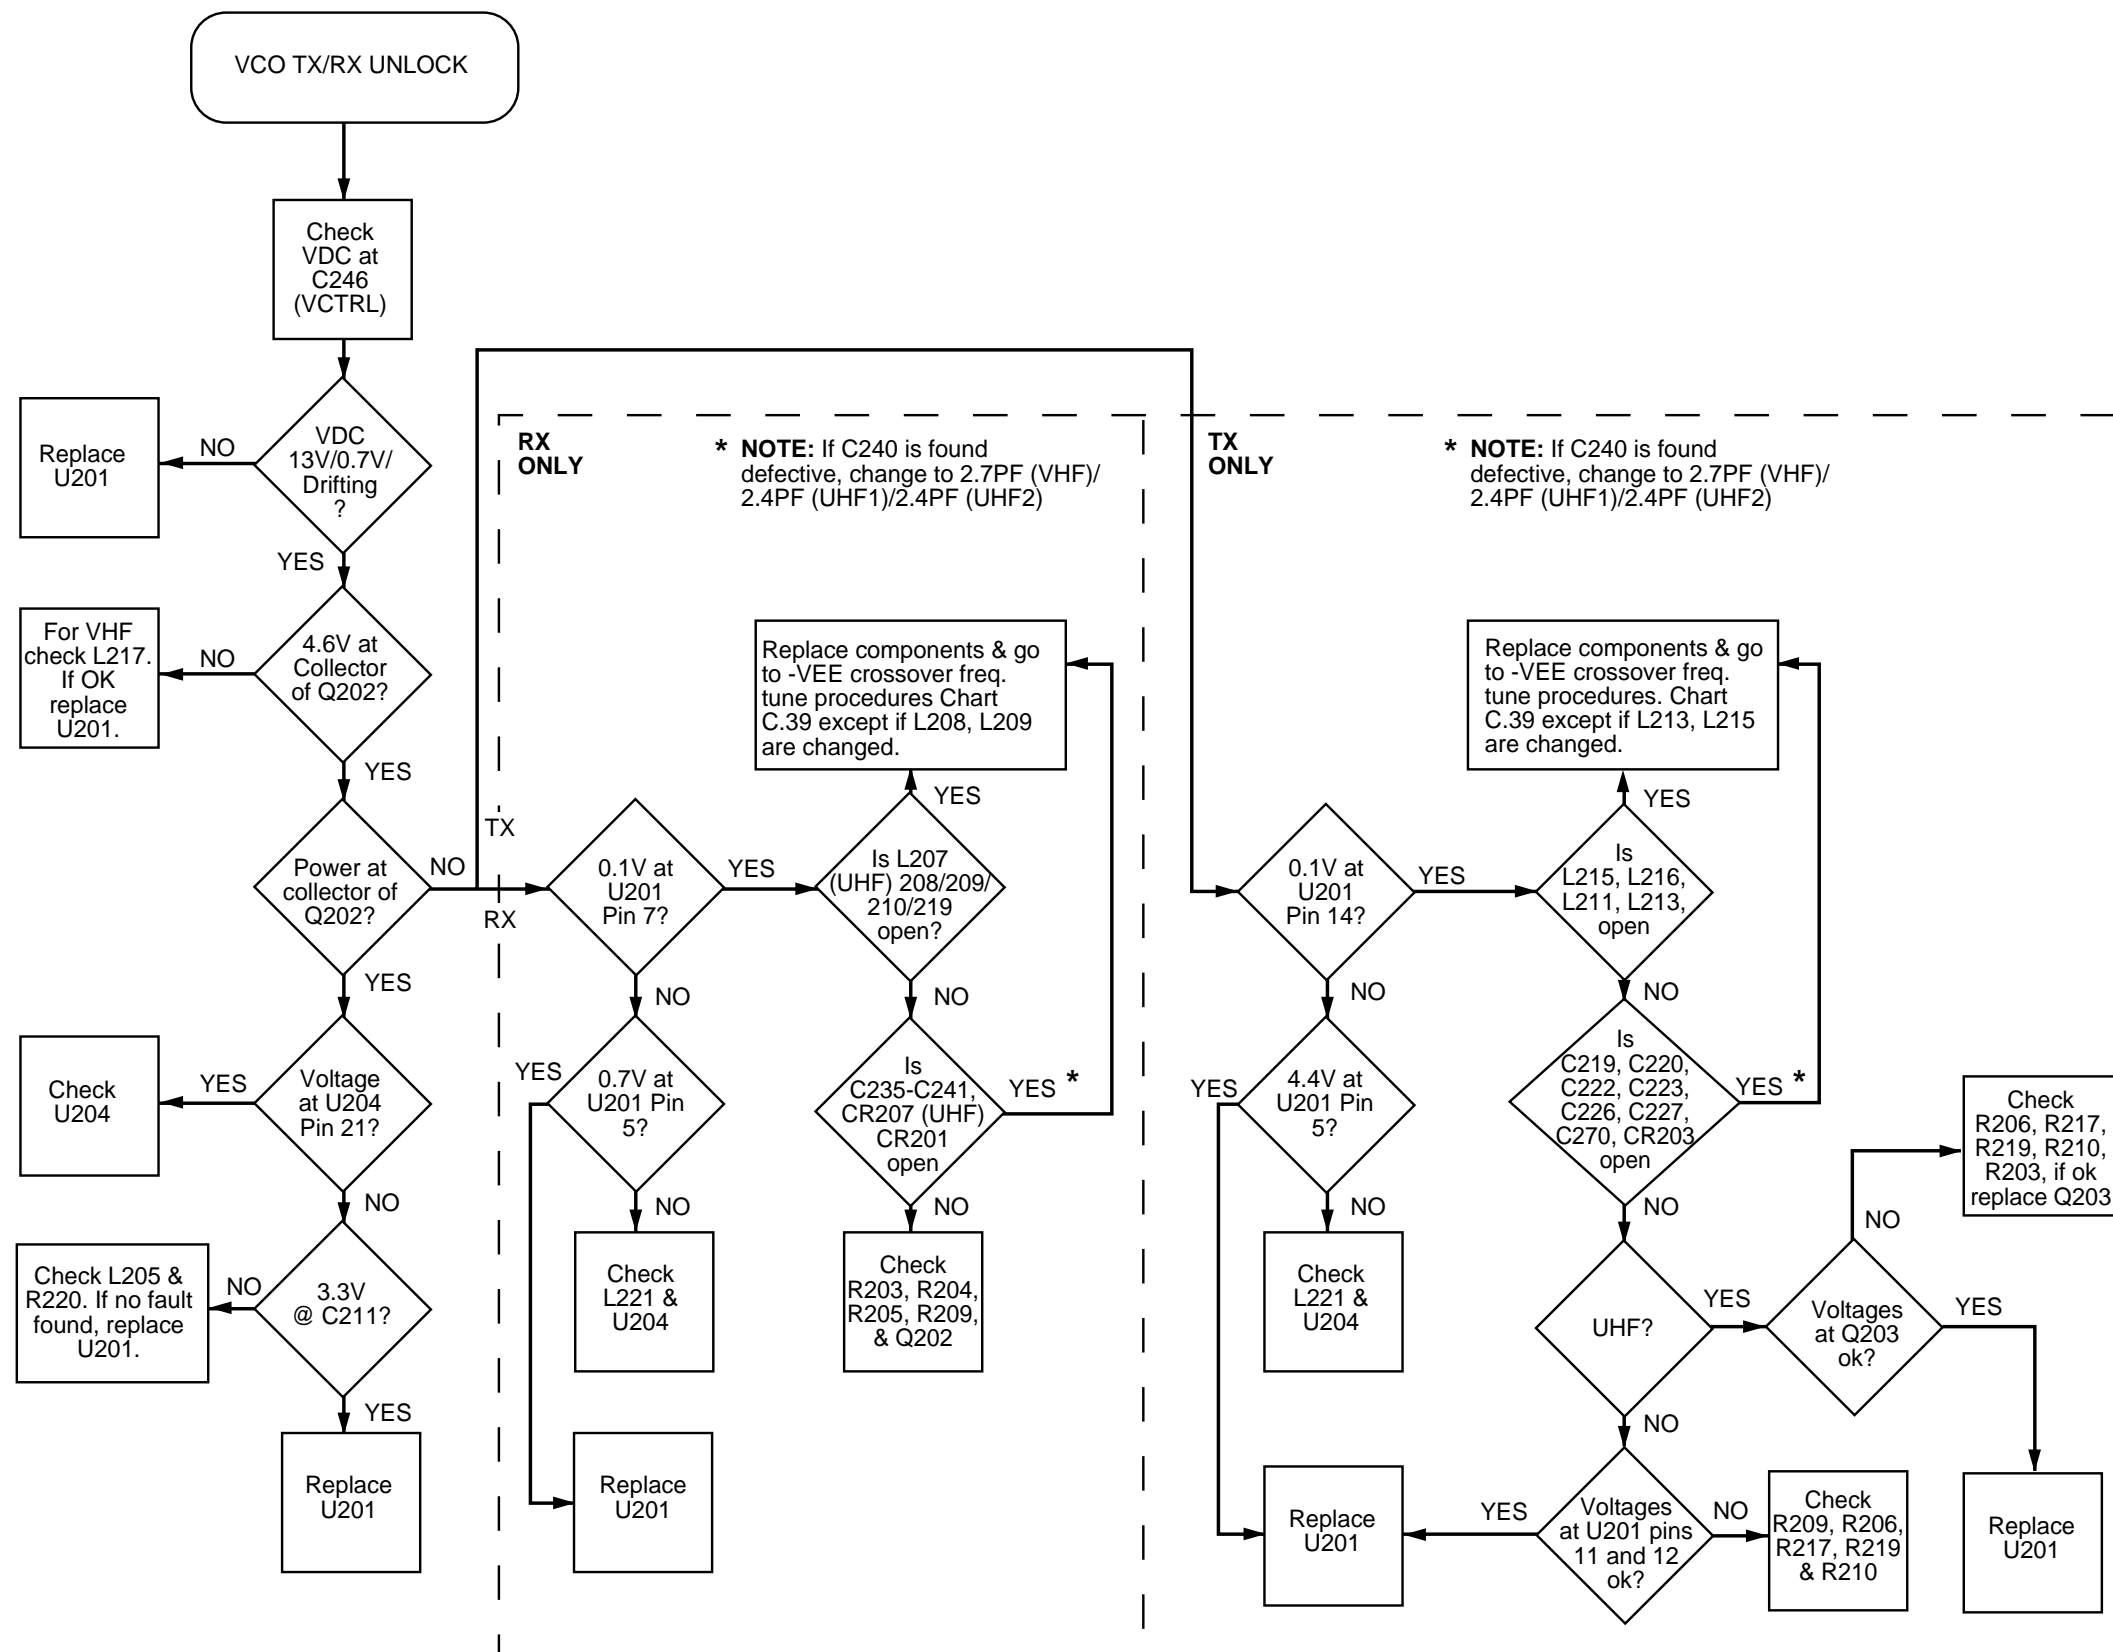 VCO TX/RX UNLOCK
Check
VDC at
C246
(VCTRL)
VDC
13V/0.7V/
Drifting
?
NO
Replace
U201
YES
4.6V at
Collector
of Q202?
NO
For VHF
check L217.
If OK
replace
U201.
YES
Power at
collector of
Q202?
NO
TX
RX
YES
Voltage
at U204
Pin 21?
YES
Check
U204
NO
3.3V
@ C211?
NO
Check L205 &
R220. If no fault
found, replace
U201.
YES
Replace
U201
RX
ONLY
* NOTE: If C240 is found
defective, change to 2.7PF (VHF)/
2.4PF (UHF1)/2.4PF (UHF2)
Replace components & go
to -VEE crossover freq.
tune procedures Chart
C.39 except if L208, L209
are changed.
YES
0.1V at
U201
Pin 7?
YES
Is L207
(UHF) 208/209/
210/219
open?
NO
NO
0.7V at
U201 Pin
5?
YES
Is
C235-C241,
CR207 (UHF)
CR201
open
YES *
NO
NO
Check
L221 &
U204
Check
R203, R204,
R205, R209,
& Q202
Replace
U201
TX
ONLY
* NOTE: If C240 is found
defective, change to 2.7PF (VHF)/
2.4PF (UHF1)/2.4PF (UHF2)
Replace components & go
to -VEE crossover freq.
tune procedures. Chart
C.39 except if L213, L215
are changed.
YES
0.1V at
U201
Pin 14?
YES
Is
L215, L216,
L211, L213,
open
NO
NO
4.4V at
U201 Pin
5?
YES
Is
C219, C220,
C222, C223,
C226, C227,
C270, CR203
open
YES *
NO
NO
Check
L221 &
U204
UHF?
YES
Voltages
at Q203
ok?
NO
Check
R206, R217,
R219, R210,
R203, if ok
replace Q203
YES
Replace
U201
NO
Voltages
at U201 pins
11 and 12
ok?
YES
Replace
U201
NO
Check
R209, R206,
R217, R219
& R210